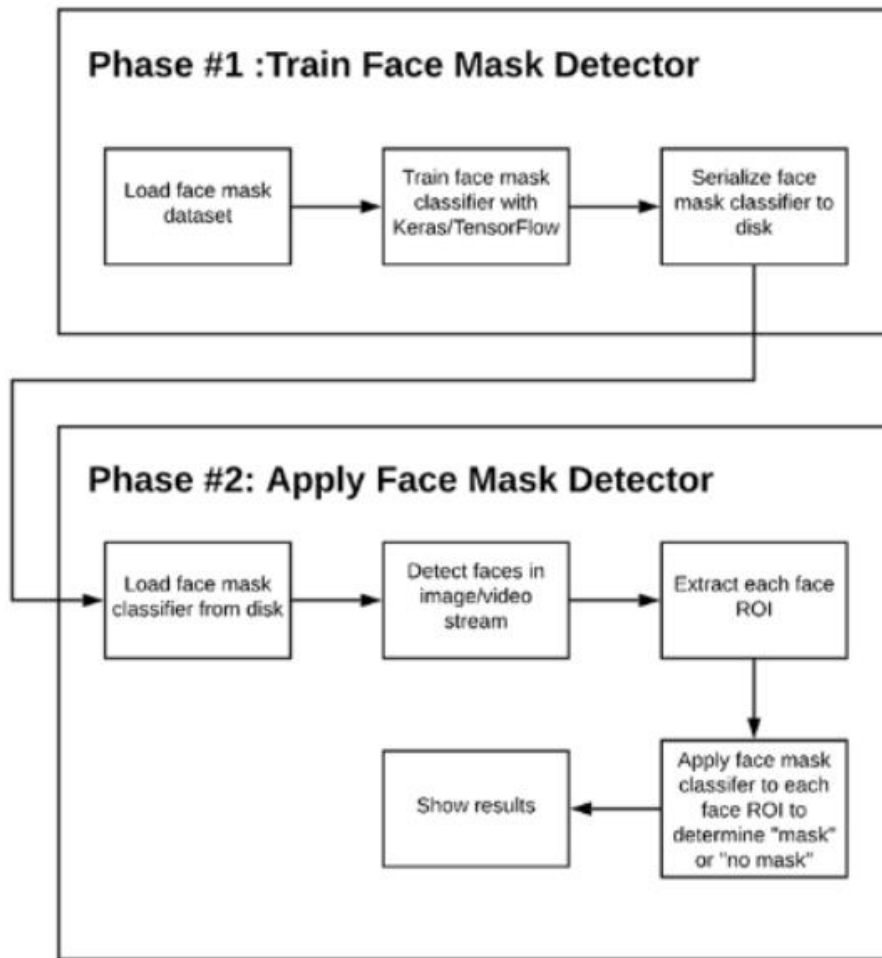 Phase #1 :Train Face Mask Detector
Load face mask
dataset
Train face mask
classifier with
Keras/TensorFlow
Serialize face
mask classifier to
disk
Phase #2: Apply Face Mask Detector
Load face mask
classifier from disk
Detect faces in
image/video
stream
Extract each face
ROI
Apply face mask
classifer to each
face ROI to
determine "mask"
or "no mask"
Show results